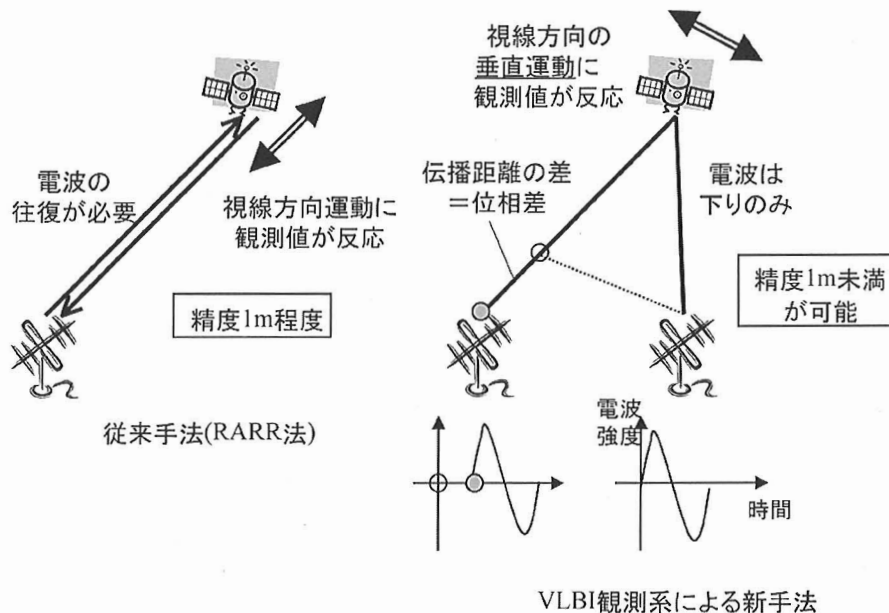 電波の
往復が必要
視線方向運動に
観測値が反応
精度1m程度
従来手法(RARR法)
視線方向の
垂直運動に
観測値が反応
伝播距離の差
＝位相差
電波は
下りのみ
精度1m未満
が可能
電波
強度
時間
VLBI観測系による新手法